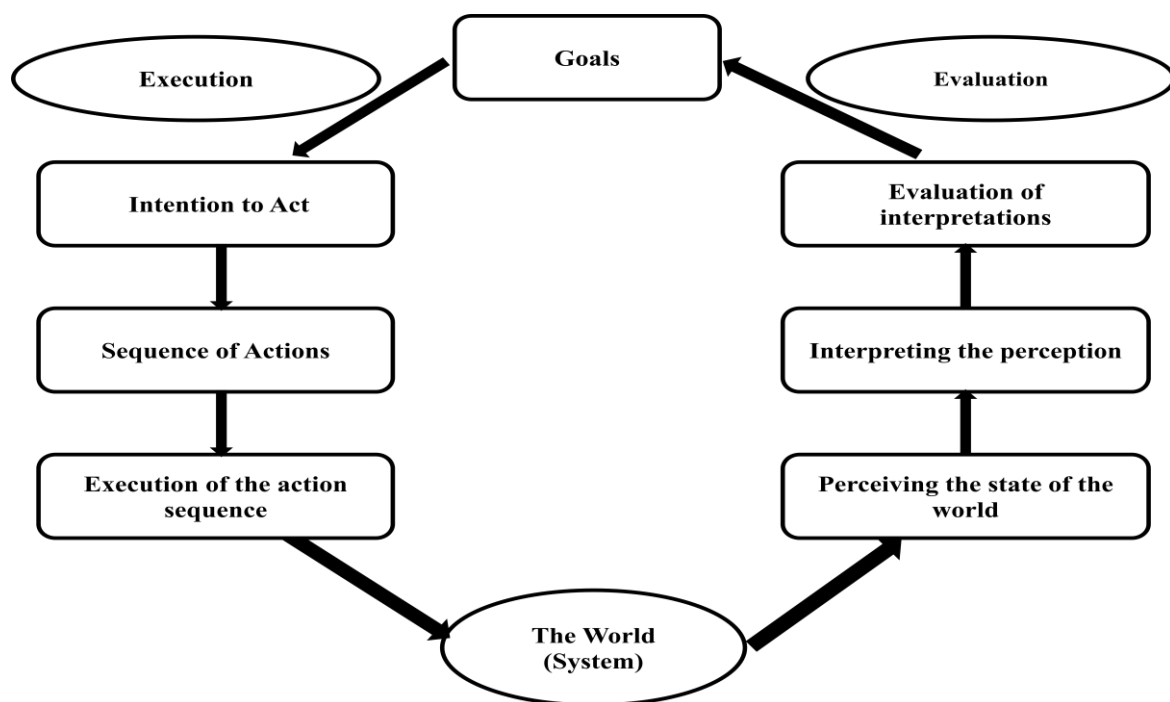 Goals
Execution
Evaluation
Intention to Act
Evaluation of
interpretations
Sequence of Actions
Interpreting the perception
Execution of the action
sequence
Perceiving the state of the
world
The World
(System)